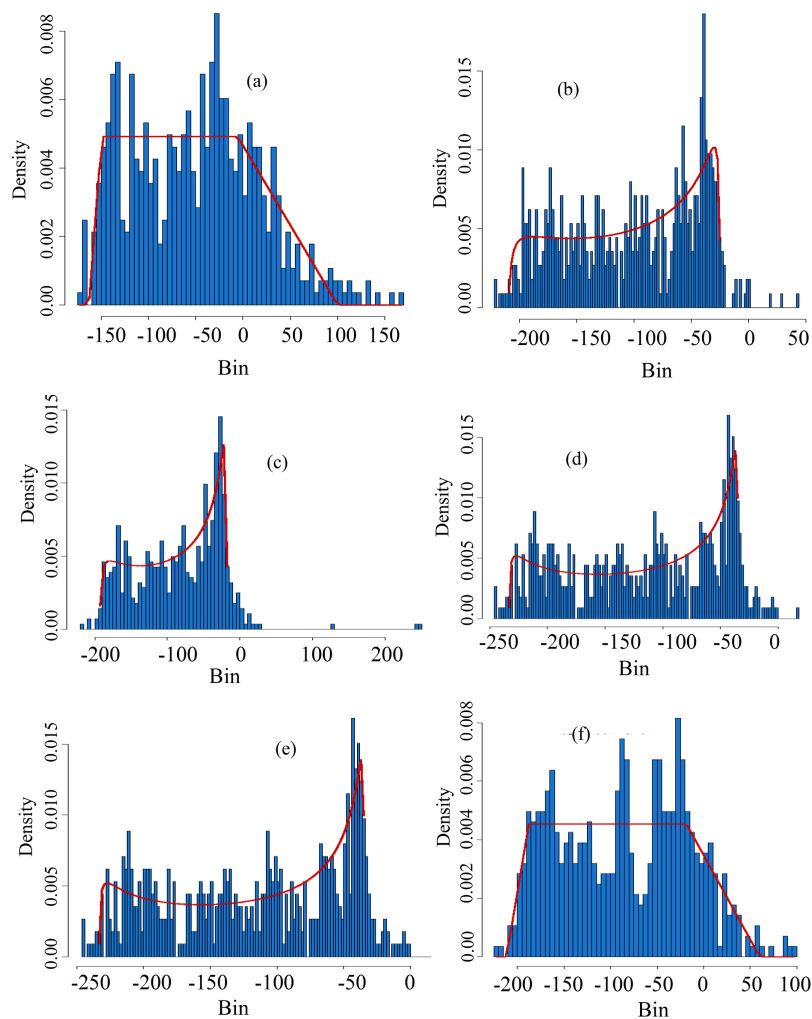 (a)
Density
0.000 0.002 0.004 0.006 0.008
-150 -100 -50 0 50 100 150
Bin
(b)
Density
0.000 0.005 0.010 0.015
-200 -150 -100 -50 0 50
Bin
(c)
Density
0.00 0.005 0.010 0.015
-200 -100 0 100 200
Bin
(d)
Density
0.00 0.005 0.010 0.015
-250 -200 -150 -100 -50 0
Bin
(e)
Density
0.000 0.005 0.010 0.015
-250 -200 -150 -100 -50 0
Bin
(f)
Density
0.000 0.002 0.004 0.006 0.008
-200 -150 -100 -50 0 50 100
Bin